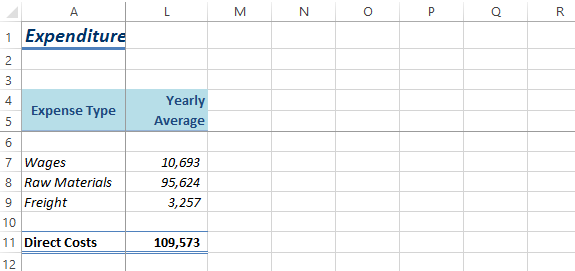 A L M N O P Q R
1 Expenditure
2
3
4 Yearly
Expense Type
5 Average
6
7 Wages 10,693
8 Raw Materials 95,624
9 Freight 3,257
10
11 Direct Costs 109,573
12